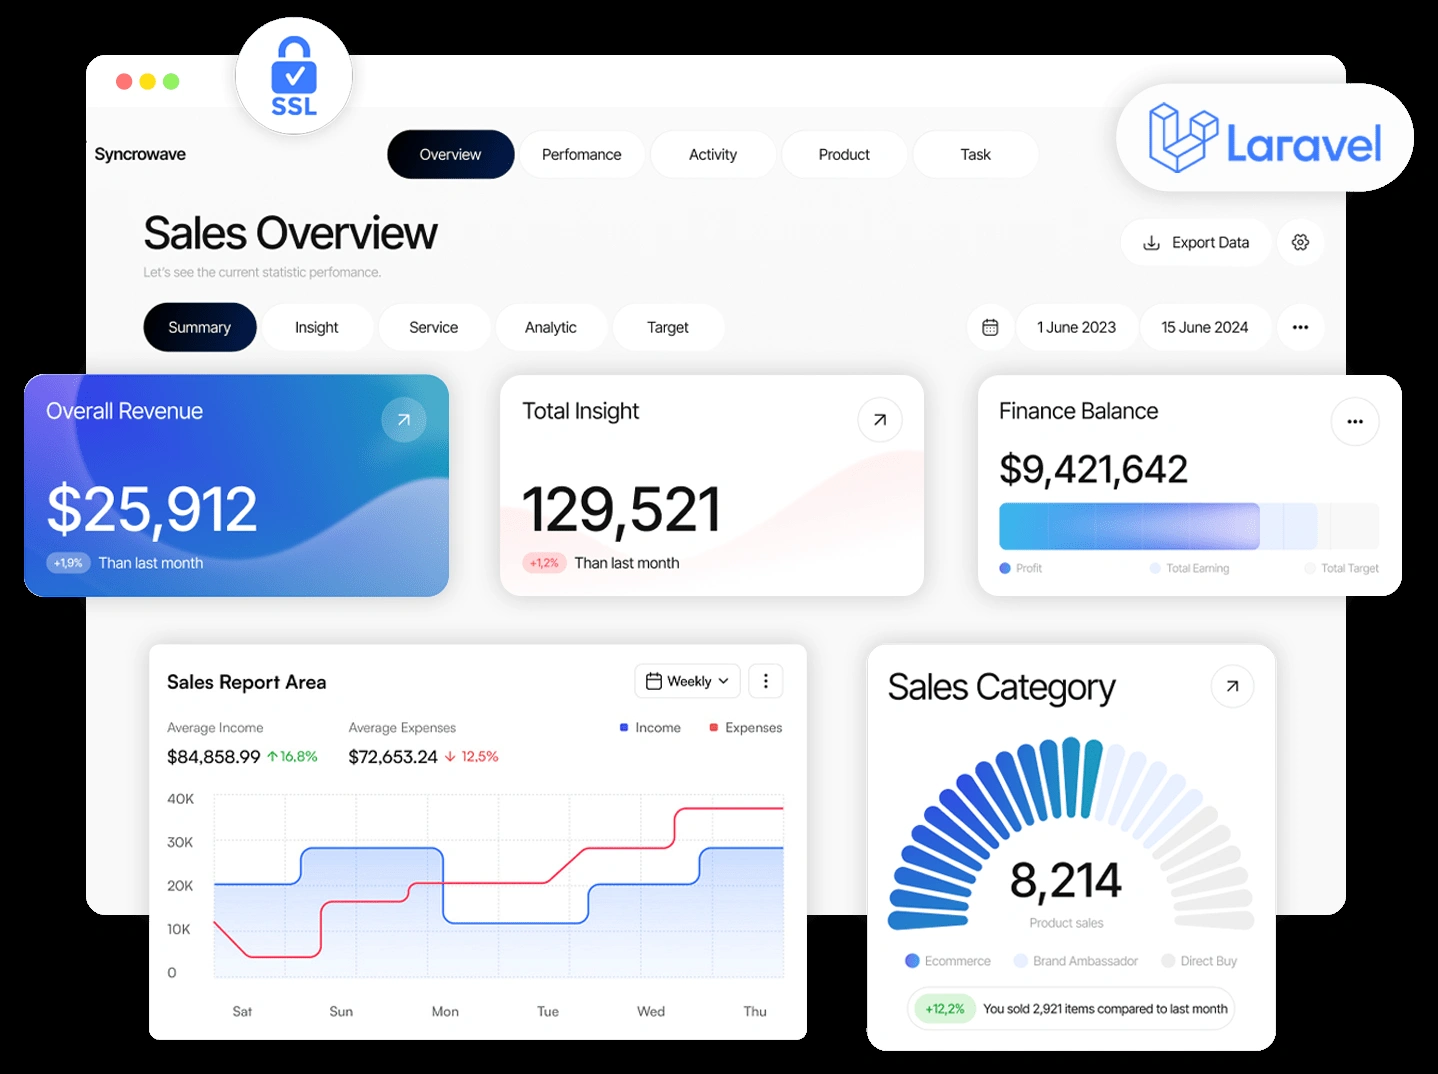 SSL
Laravel
Syncrowave
Overview
Perfomance
Activity
Product
Task
Sales Overview
Let's see the current statistic perfomance.
Export Data
Summary
Insight
Service
Analytic
Target
1 June 2023
15 June 2024
Overall Revenue
$25,912
+1,9% Than last month
Total Insight
129,521
+1,2% Than last month
Finance Balance
$9,421,642
Profit
Total Earning
Total Target
Sales Report Area
Weekly
Average Income
Average Expenses
Income
Expenses
$84,858.99 ↑ 16,8%
$72,653.24 ↓ 12,5%
40K
30K
20K
10K
0
Sat
Sun
Mon
Tue
Wed
Thu
Sales Category
8,214
Product sales
Ecommerce
Brand Ambassador
Direct Buy
+12,2% You sold 2,921 items compared to last month